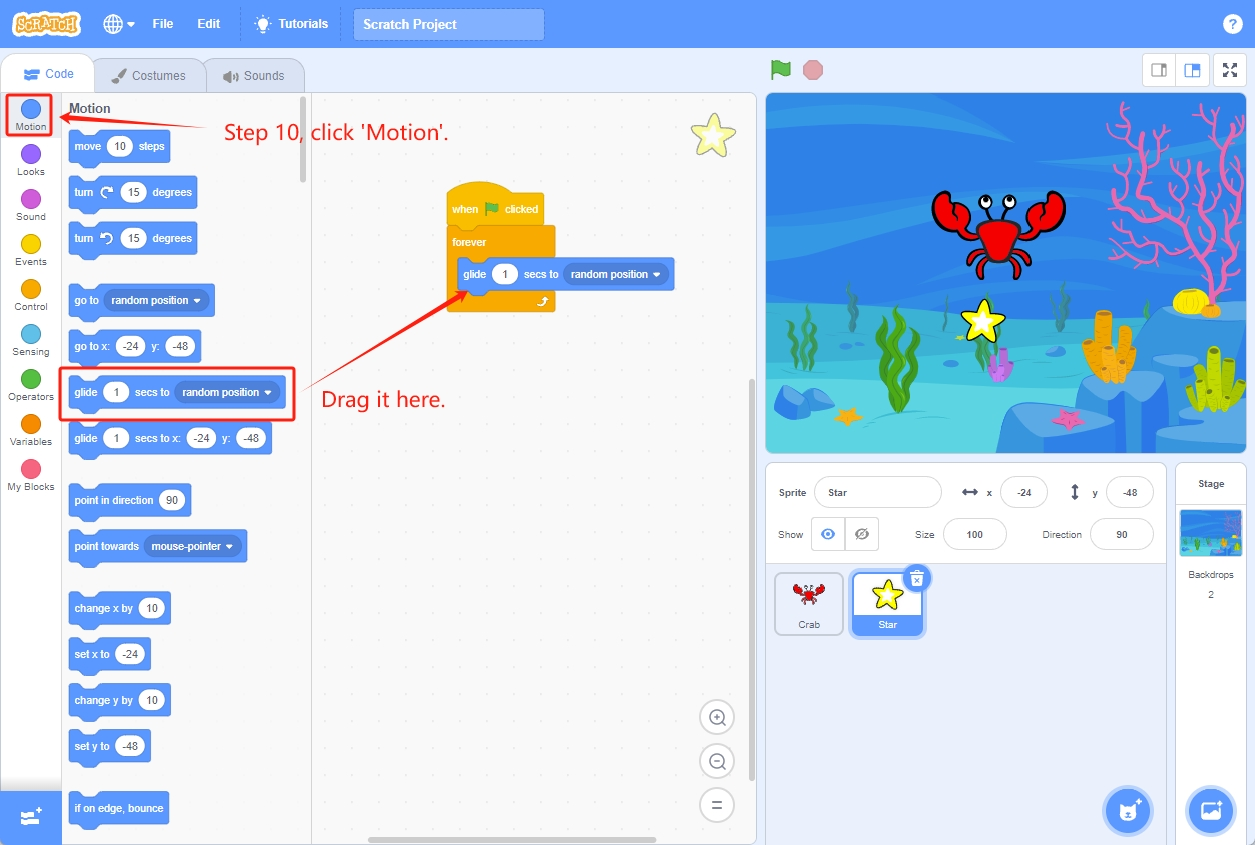 SCRATCH File Edit Tutorials Scratch Project ?
Code Costumes Sounds
Motion
Looks
Sound
Events
Control
Sensing
Operators
Variables
My Blocks
Motion
move 10 steps
turn 15 degrees
turn 15 degrees
go to random position
go to x: -24 y: -48
glide 1 secs to random position
glide 1 secs to x: -24 y: -48
point in direction 90
point towards mouse-pointer
change x by 10
set x to -24
change y by 10
set y to -48
if on edge, bounce
Step 10, click 'Motion'.
when clicked
forever
glide 1 secs to random position
Drag it here.
Sprite Star x -24 y -48
Show Size 100 Direction 90
Crab
Star
Stage
Backdrops
2